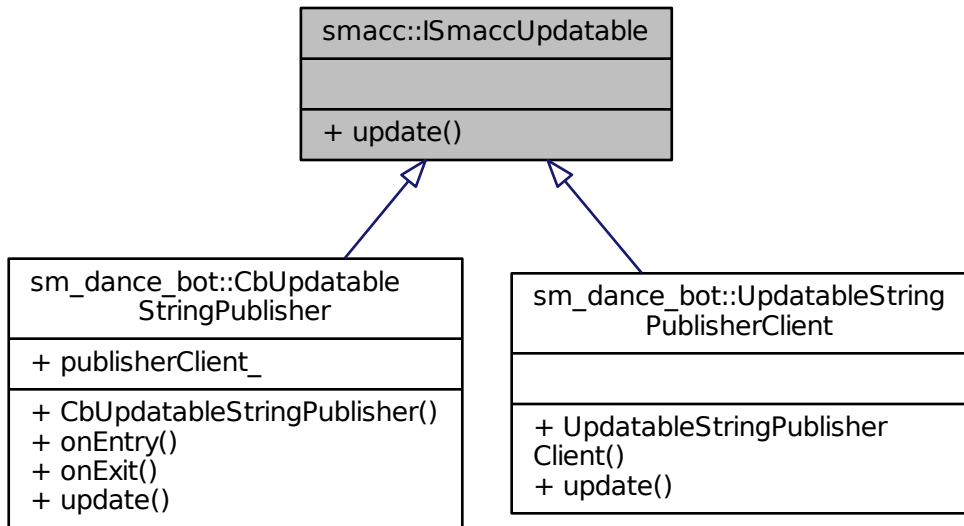 smacc::ISmaccUpdatable
+ update()
sm_dance_bot::CbUpdatable
StringPublisher
+ publisherClient_
+ CbUpdatableStringPublisher()
+ onEntry()
+ onExit()
+ update()
sm_dance_bot::UpdatableString
PublisherClient
+ UpdatableStringPublisher
Client()
+ update()